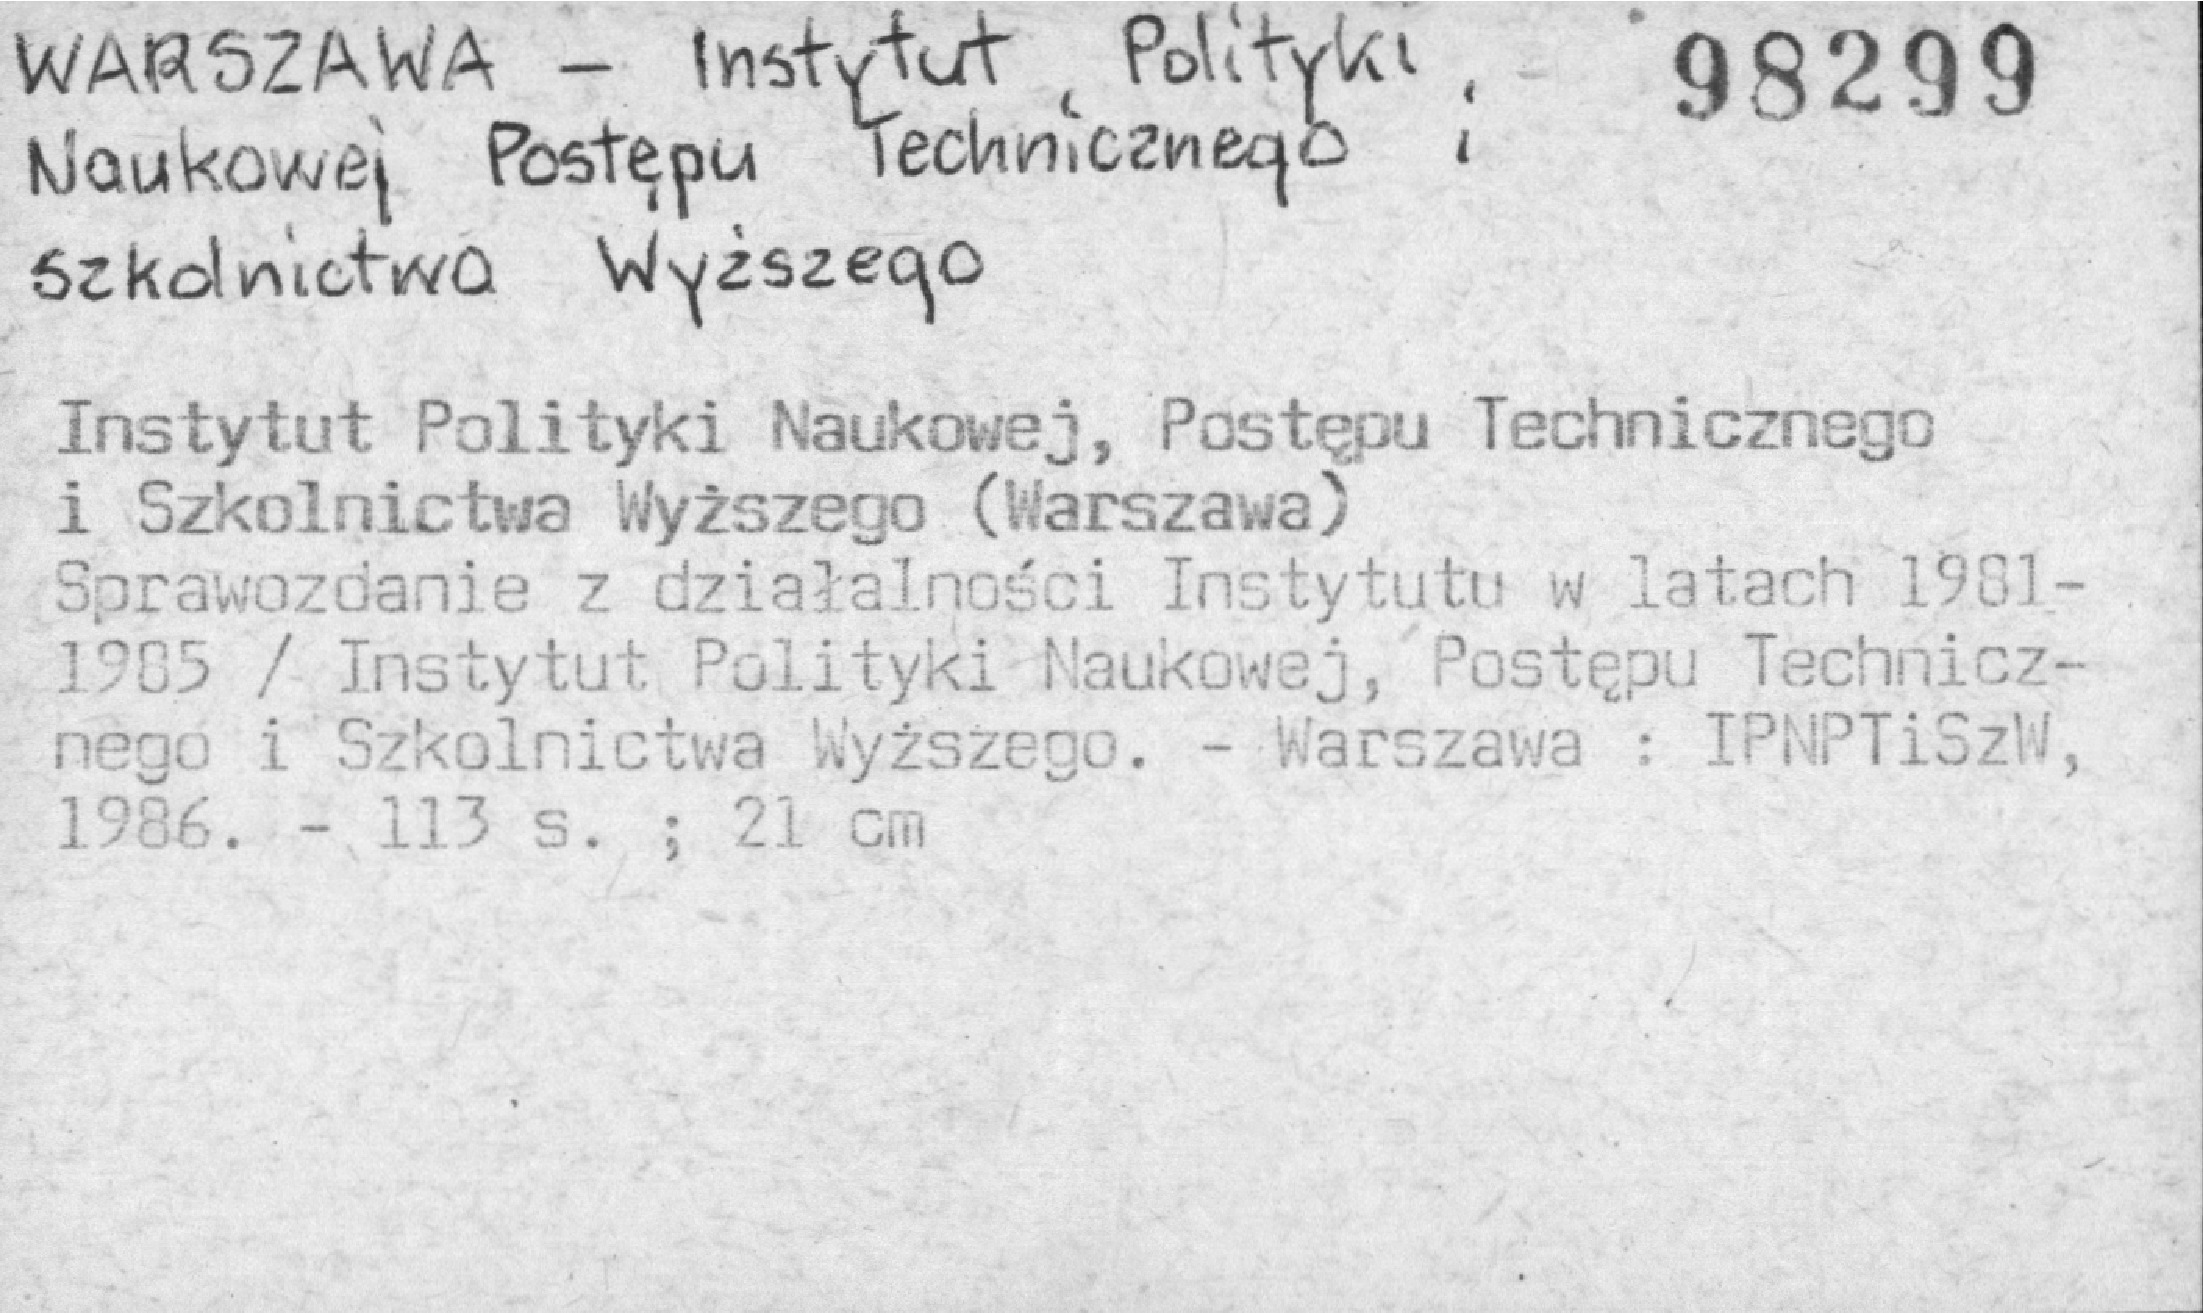 WARSZAWA – Instytut Polityki 98299
Naukowej Postępu Technicznego i
szkolnictwa Wyższego
Instytut Polityki Naukowej, Postępu Technicznego
i Szkolnictwa Wyższego (Warszawa)
Sprawozdanie z działalności Instytutu w latach 1981-
1985 / Instytut Polityki Naukowej, Postępu Technicz-
nego i Szkolnictwa Wyższego. - Warszawa : IPNPTiSzW,
1986. - 113 s. ; 21 cm